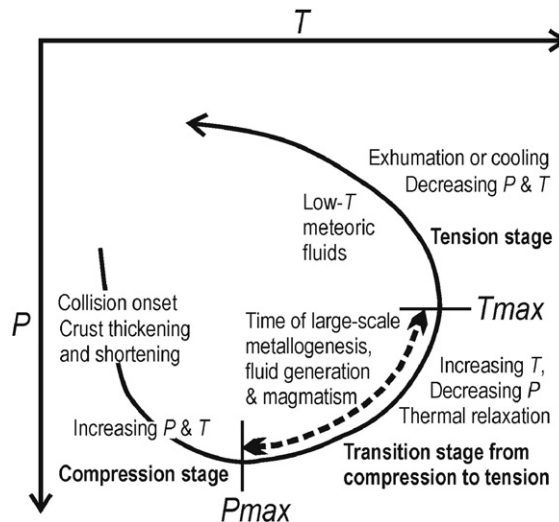 T
Exhumation or cooling
Decreasing P & T
Low-T
meteoric
fluids
Tension stage
Collision onset
Crust thickening
and shortening
P
Time of large-scale
metallogenesis,
fluid generation
& magmatism
Tmax
Increasing T,
Decreasing P
Thermal relaxation
Increasing P & T
Compression stage
Transition stage from
compression to tension
Pmax